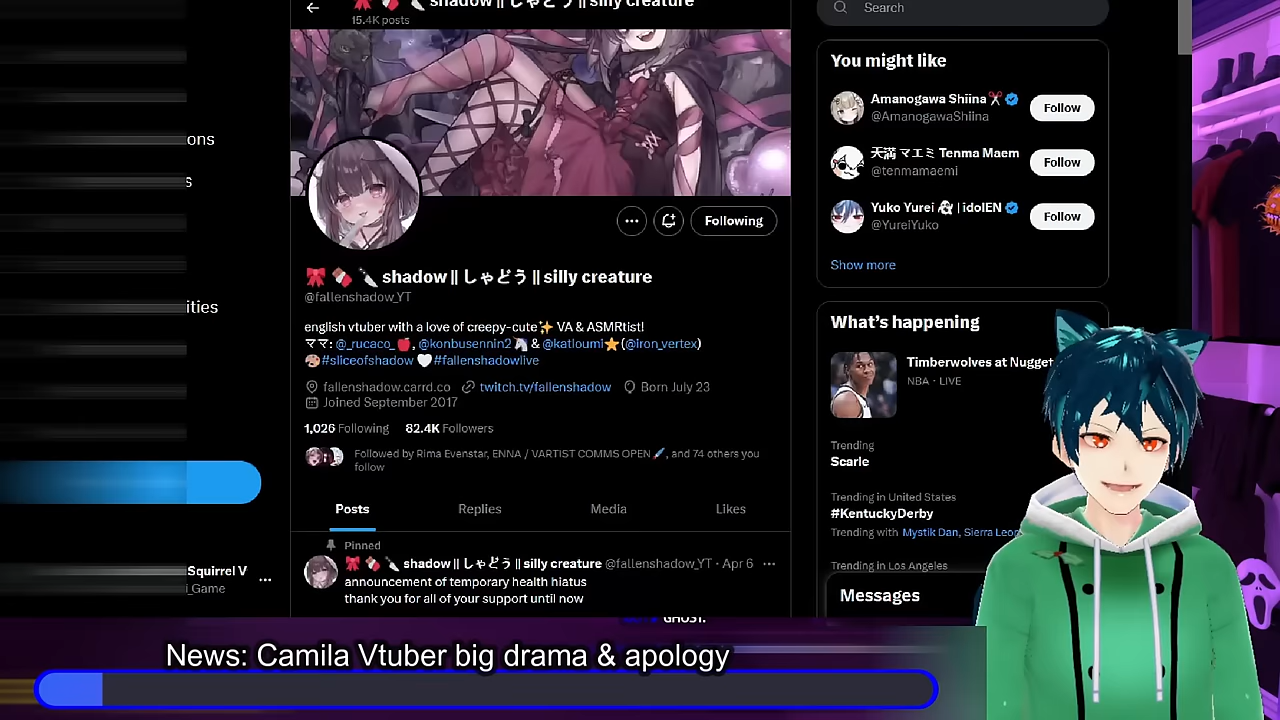 🎀 🍫 🔪 shadow || しゃどう || silly creature
15.4K posts
Following
🎀 🍫 🔪 shadow || しゃどう || silly creature
@fallenshadow_YT
english vtuber with a love of creepy-cute✨ VA & ASMRtist!
ママ: @_rucaco_🍎, @konbusennin2🦄 & @katloumi⭐(@iron_vertex)
🎨#sliceofshadow 🤍#fallenshadowlive
fallenshadow.carrd.co twitch.tv/fallenshadow Born July 23
Joined September 2017
1,026 Following 82.4K Followers
Followed by Rima Evenstar, ENNA / VARTIST COMMS OPEN🖌️, and 74 others you
follow
Posts Replies Media Likes
Pinned
🎀 🍫 🔪 shadow || しゃどう || silly creature @fallenshadow_YT · Apr 6 ···
announcement of temporary health hiatus
thank you for all of your support until now
ons
s
ities
Squirrel V
i_Game
Search
You might like
Amanogawa Shiina✂️
@AmanogawaShiina
Follow
天満 マエミ Tenma Maem
@tenmamaemi
Follow
Yuko Yurei 👻 | idolEN
@YureiYuko
Follow
Show more
What's happening
Timberwolves at Nugget
NBA · LIVE
Trending
Scarle
Trending in United States
#KentuckyDerby
Trending with Mystik Dan, Sierra Leon
Trending in Los Angeles
Messages
GHOST.
News: Camila Vtuber big drama & apology